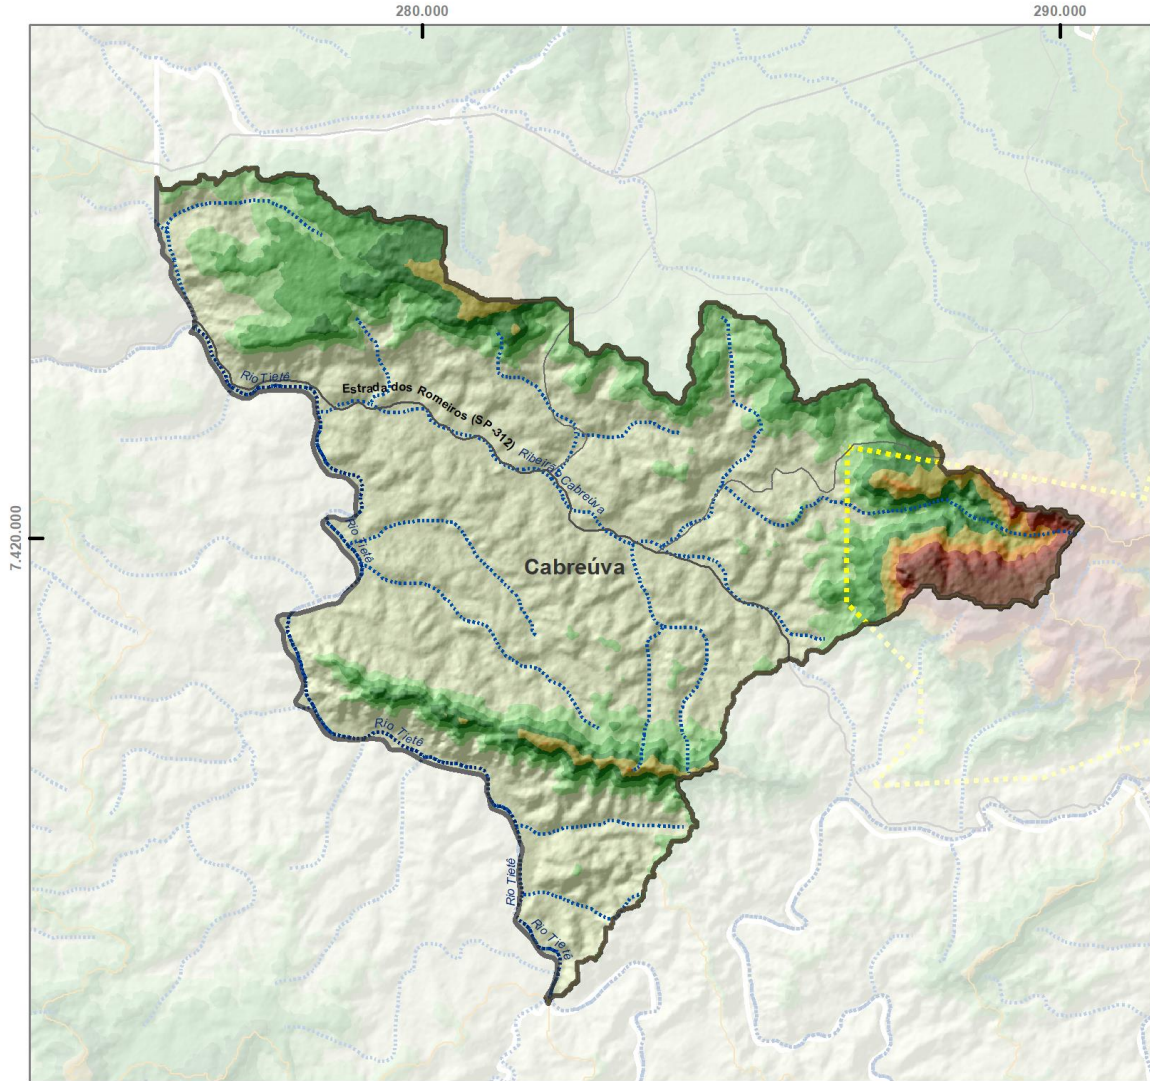 280.000
290.000
Rio Tietê
Estrada dos Romeiros (SP-312)
Ribeirão Cabreúva
7.420.000
Rio Tietê
Cabreúva
Rio Tietê
Rio Tietê
Rio Tietê